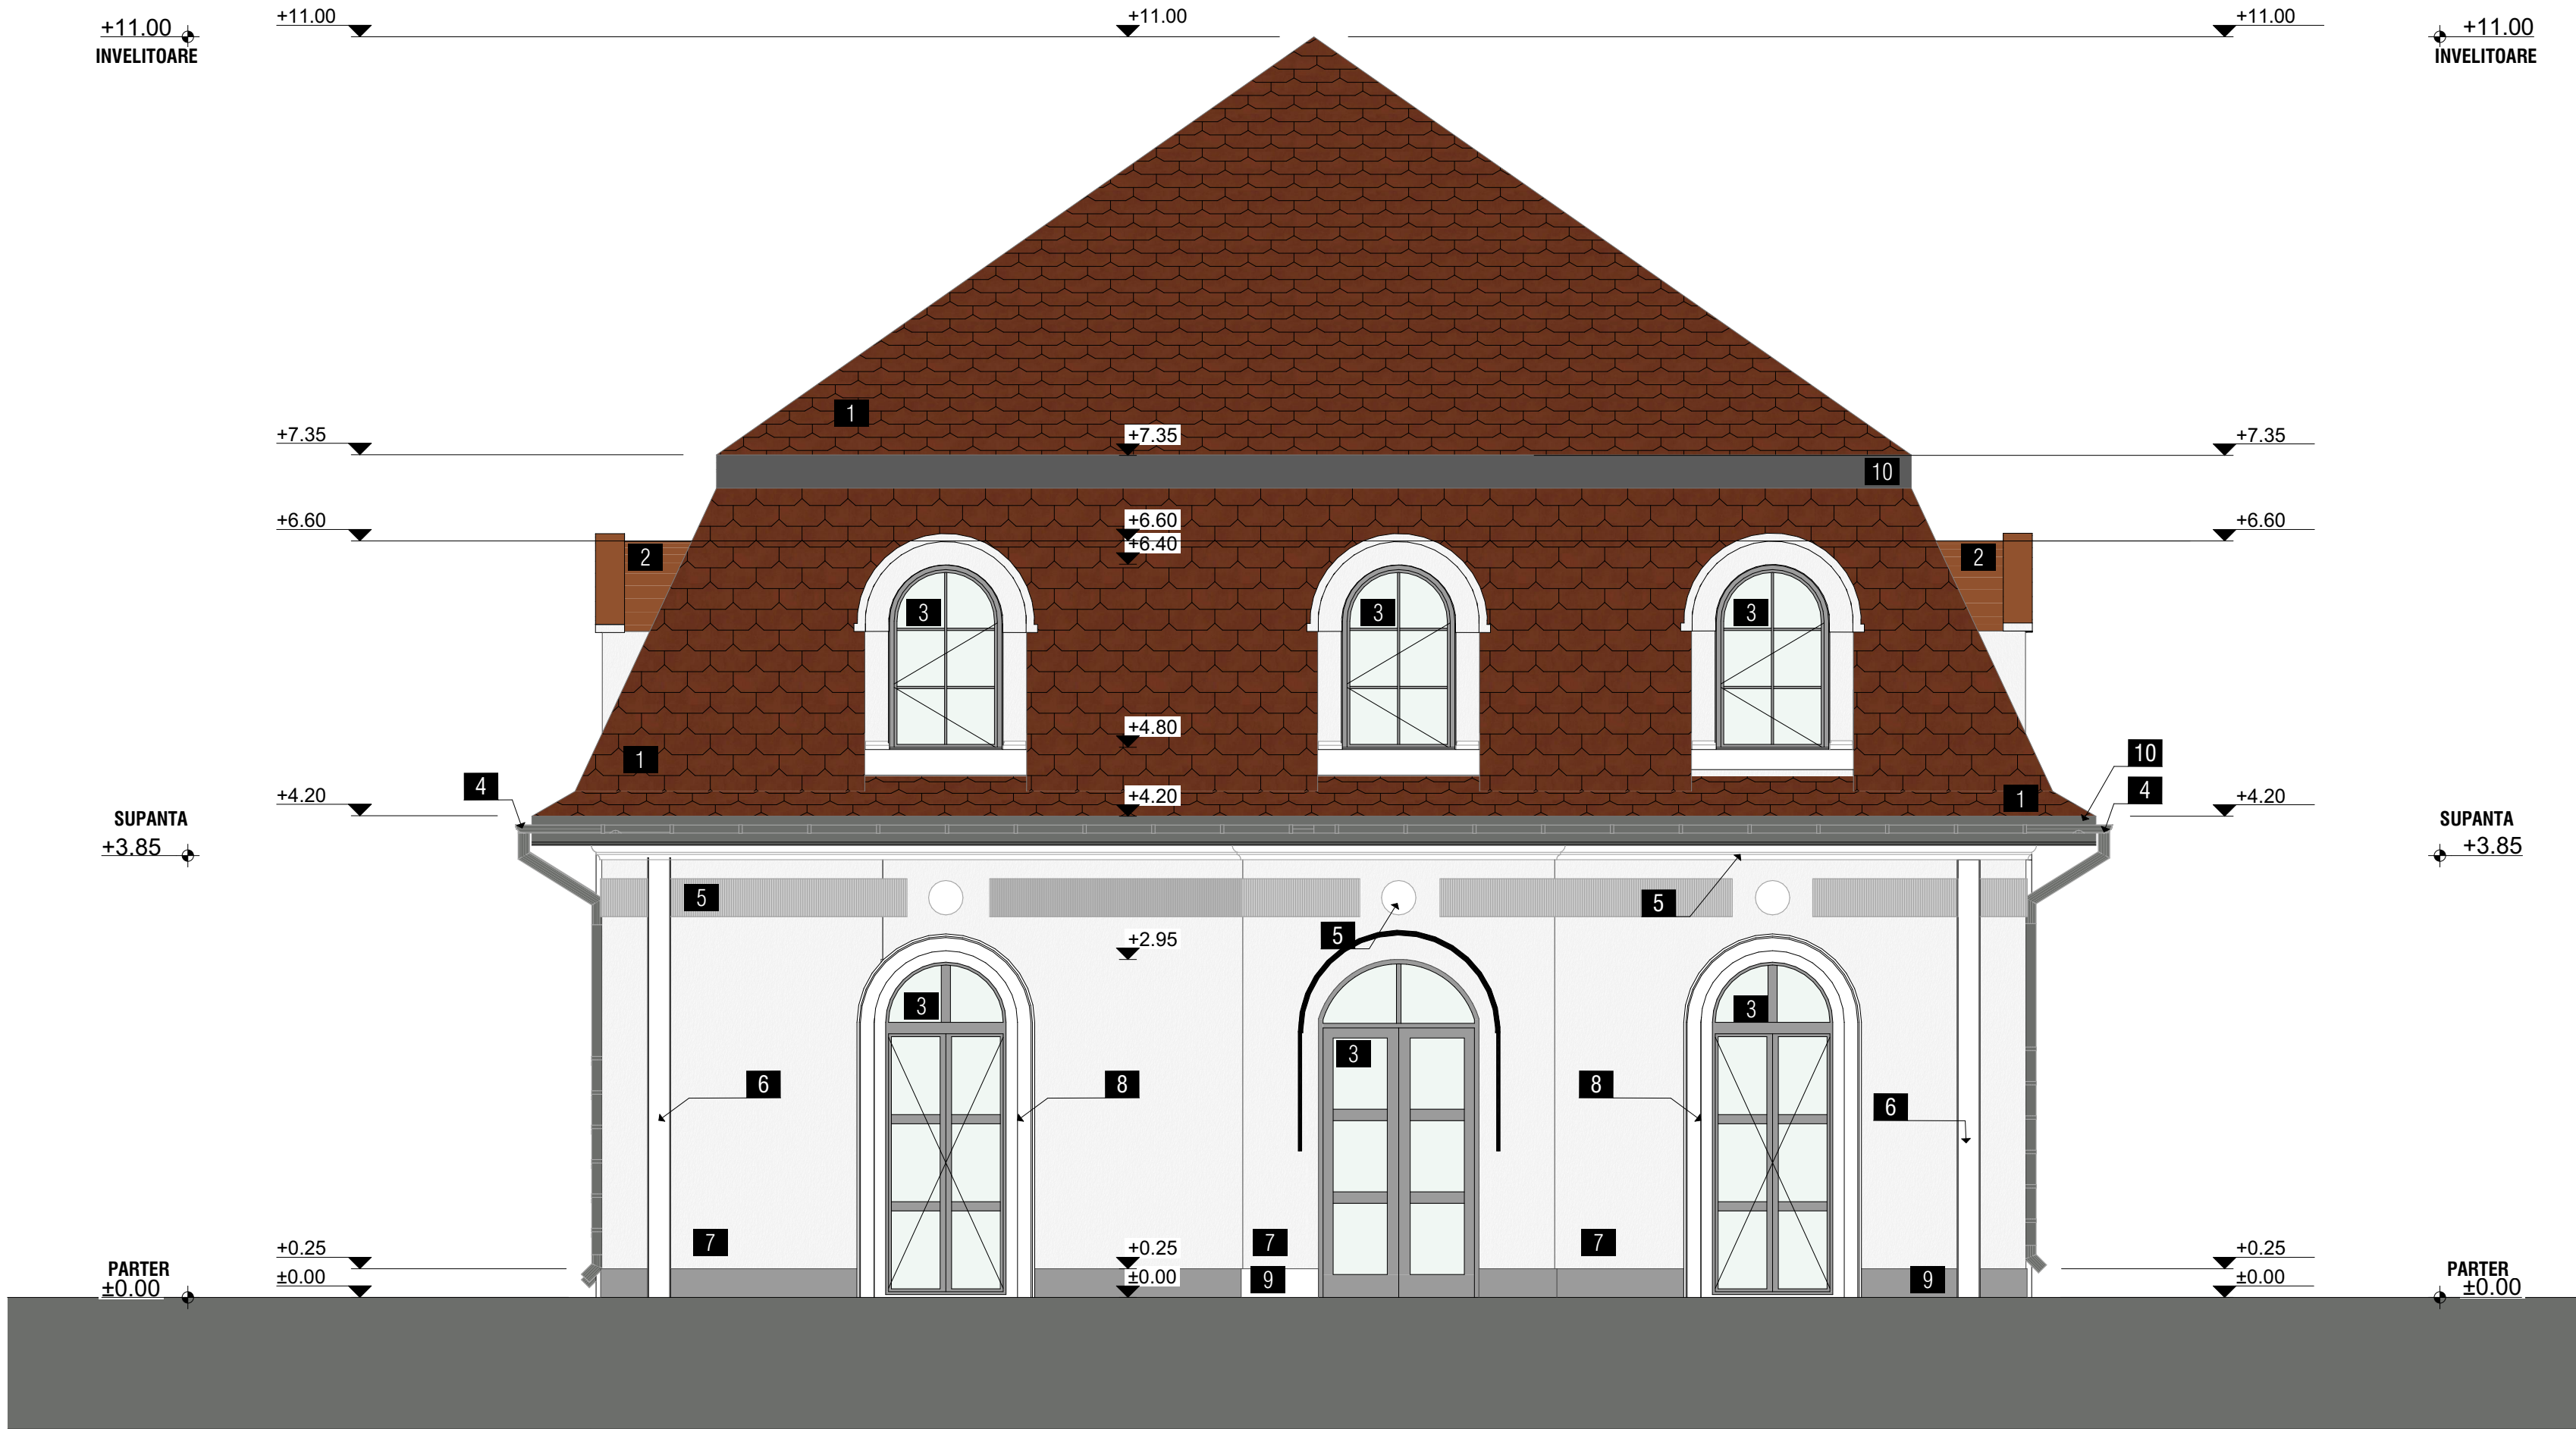 +11.00 +11.00 +11.00 +11.00 +11.00
INVELITOARE INVELITOARE
1
+7.35 +7.35 +7.35
10
+6.60 +6.60 +6.60
+6.40
2 2
3 3 3
+4.80
1 10
4 4
+4.20 +4.20 1 +4.20
SUPANTA SUPANTA
+3.85 +3.85
5 5
5
+2.95
3 3
3
6 8 8 6
7 7 7
+0.25 +0.25 +0.25
PARTER PARTER
±0.00 ±0.00 ±0.00 9 9 ±0.00 ±0.00